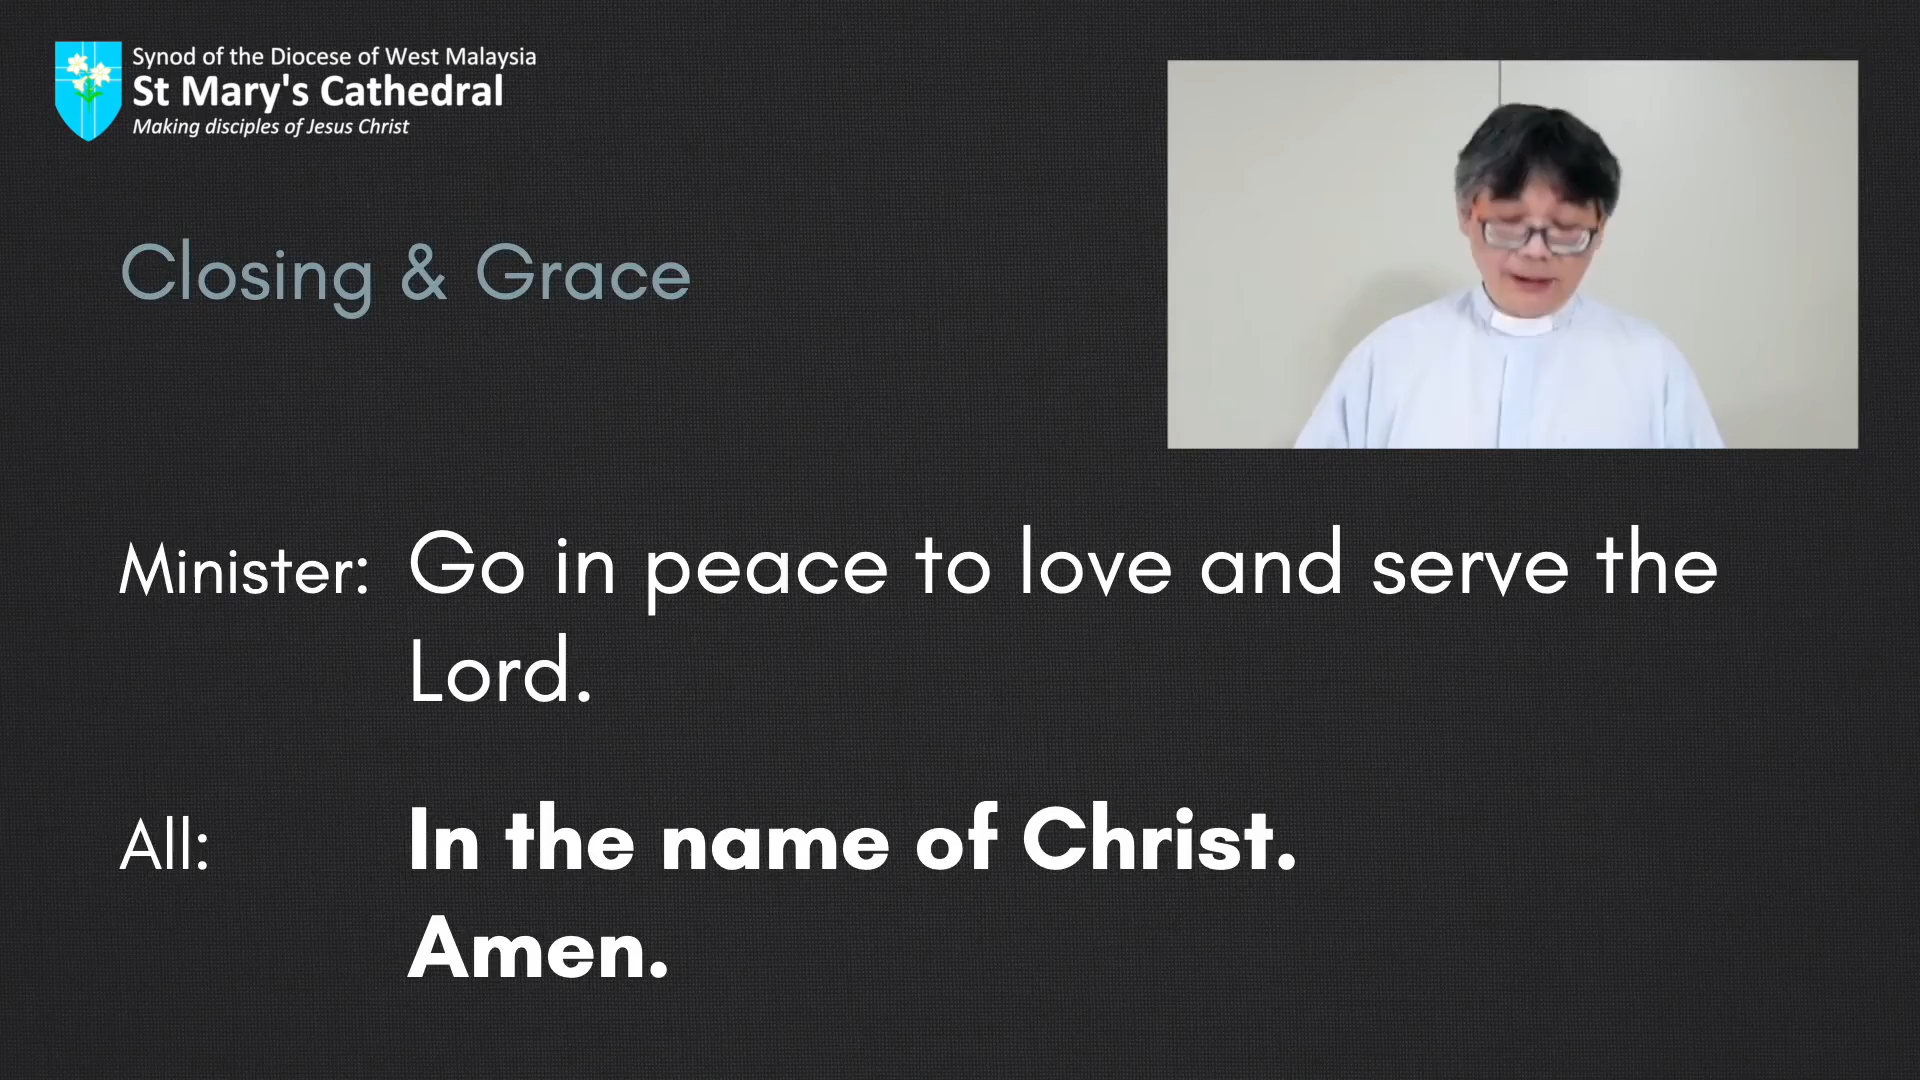 Synod of the Diocese of West Malaysia
St Mary's Cathedral
Making disciples of Jesus Christ
Closing & Grace
Minister: Go in peace to love and serve the
Lord.
All: In the name of Christ.
Amen.